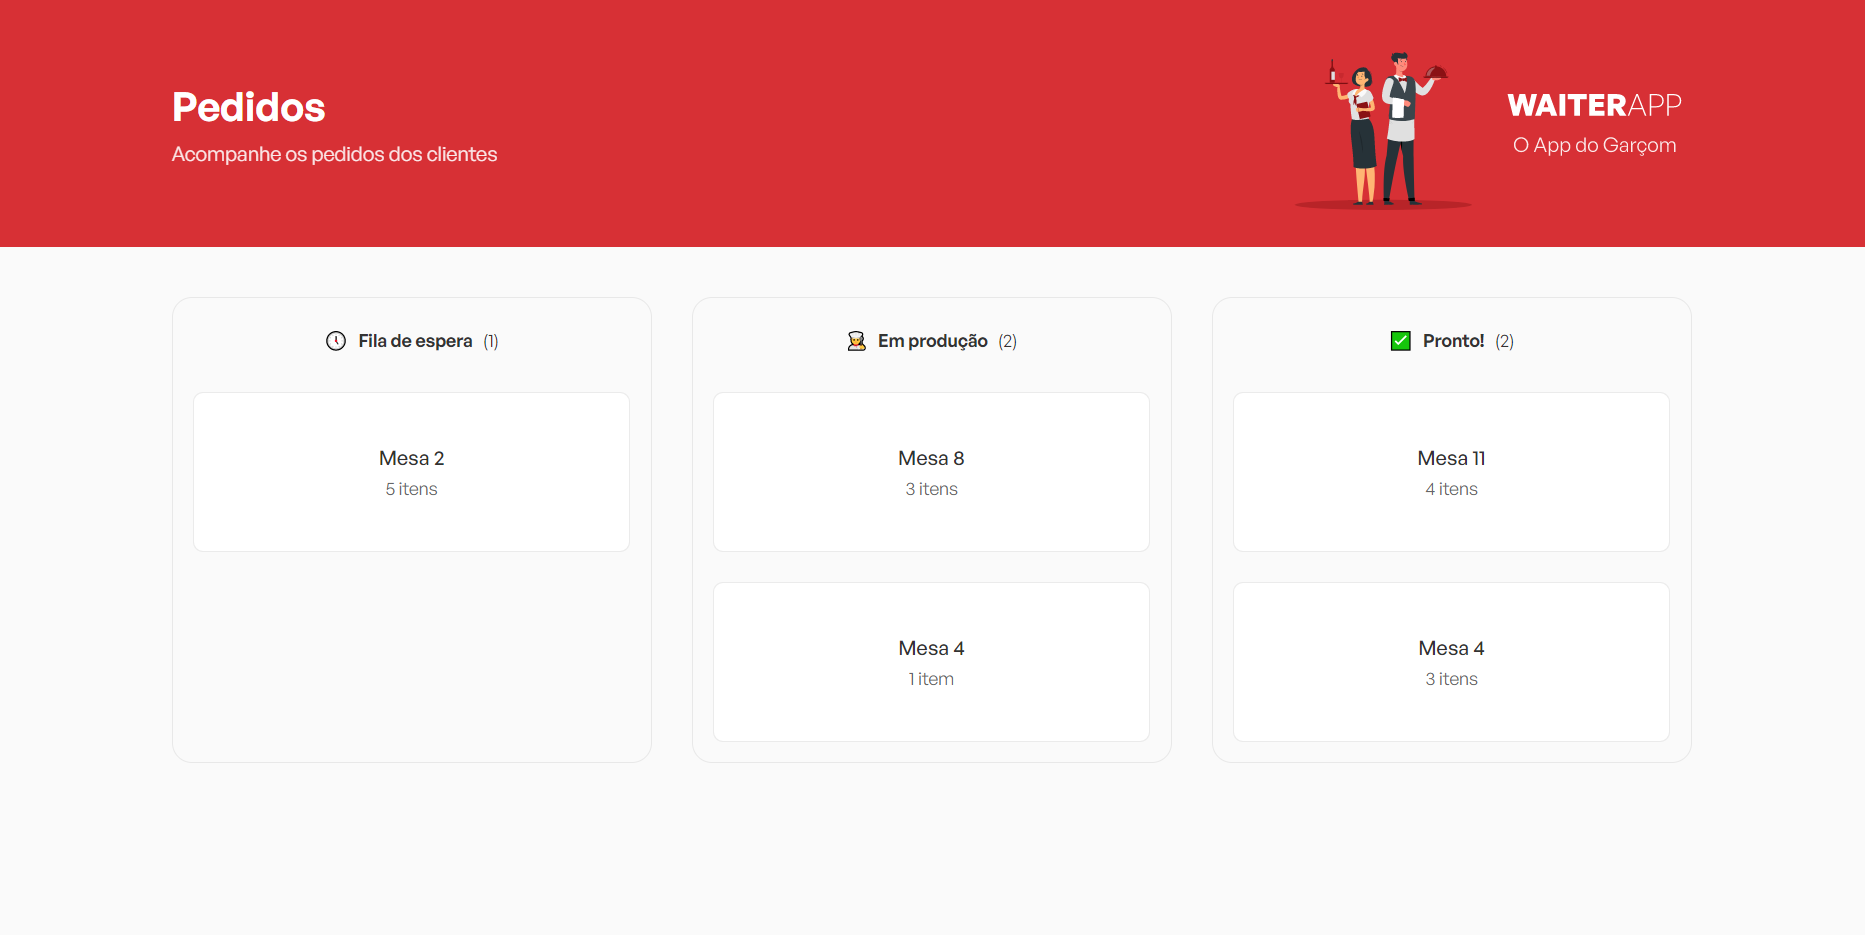 Pedidos
Acompanhe os pedidos dos clientes
WAITERAPP
O App do Garçom
Fila de espera (1)
Mesa 2
5 itens
Em produção (2)
Mesa 8
3 itens
Mesa 4
1 item
Pronto! (2)
Mesa 11
4 itens
Mesa 4
3 itens